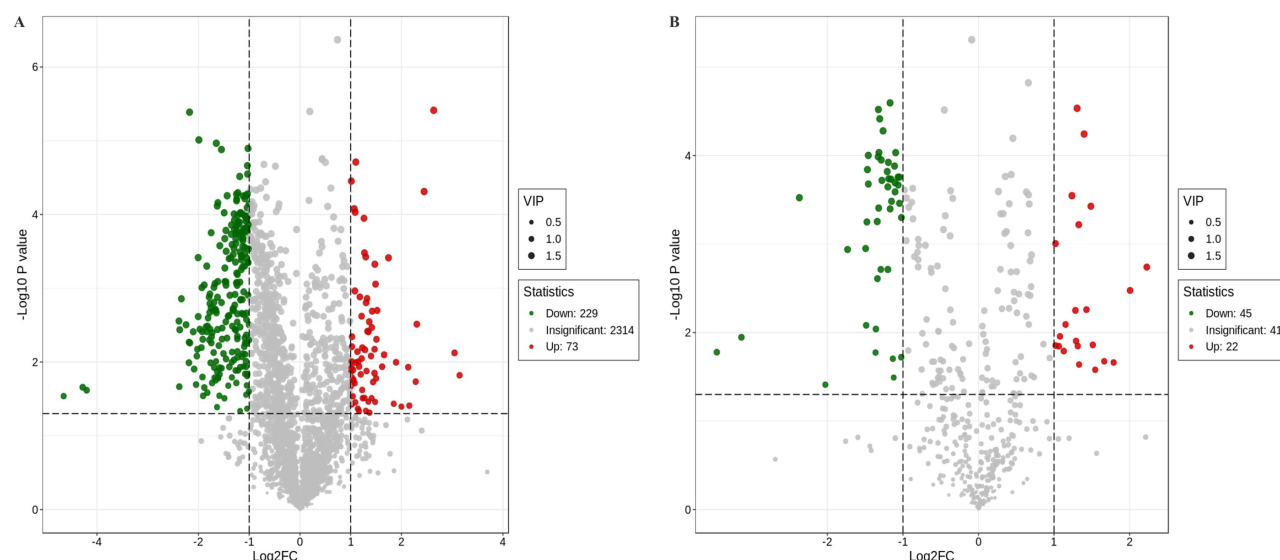 A
-Log10 P value
6
4
2
0
-4
-2
-1
0
1
2
4
Log2FC
VIP
0.5
1.0
1.5
Statistics
Down: 229
Insignificant: 2314
Up: 73
B
-Log10 P value
4
2
0
-2
-1
0
1
2
Log2FC
VIP
0.5
1.0
1.5
Statistics
Down: 45
Insignificant: 41
Up: 22